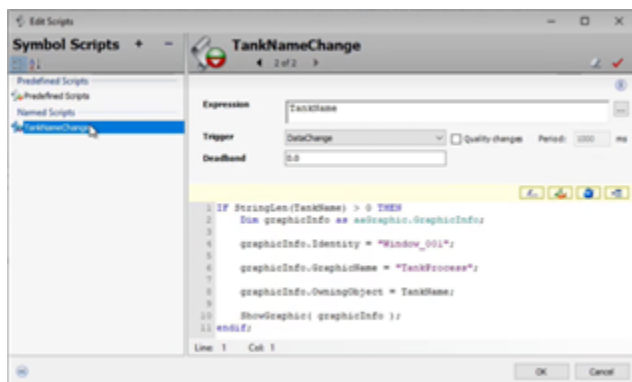 Edit Scripts
Symbol Scripts + -
TankNameChange
2 of 2
Predefined Scripts
Predefined Scripts
Named Scripts
TankNameChange
Expression
TankName
Trigger
DataChange
Quality changes
Period:
1000
ms
Deadband
0.0
1 If StringLen(TankName) > 0 THEN
2 Dim graphicInfo as aaGraphic.GraphicInfo;
3
4 graphicInfo.Identity = "Window_001";
5
6 graphicInfo.GraphicName = "TankProcess";
7
8 graphicInfo.OwningObject = TankName;
9
10 ShowGraphic( graphicInfo );
11 endif;
Line: 1 Col: 1
OK
Cancel